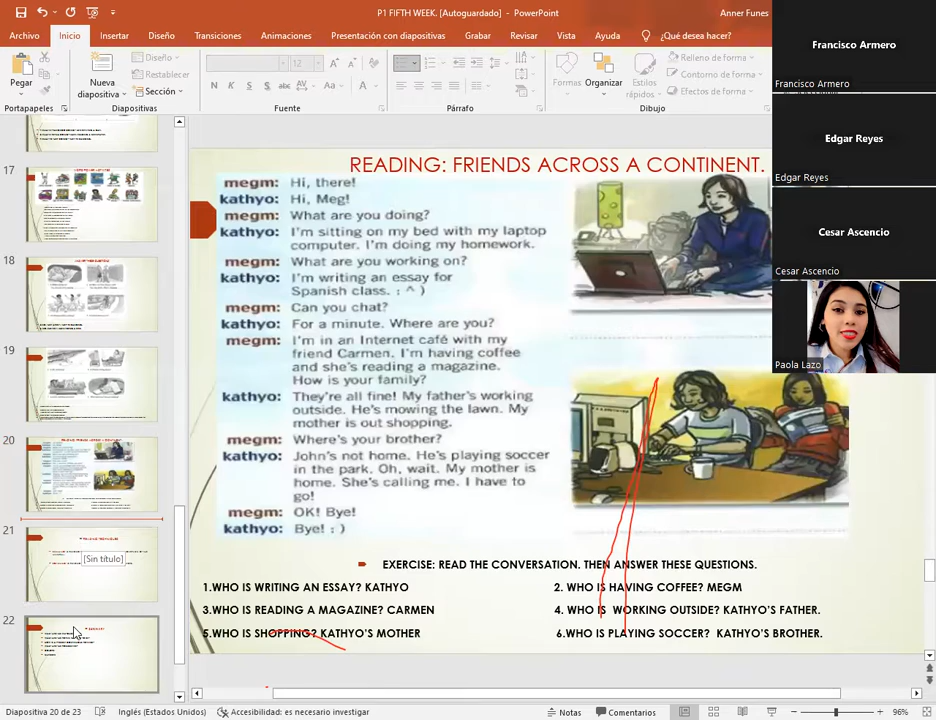 P1 FIFTH WEEK. [Autoguardado] - PowerPoint
Anner Funes
Archivo Inicio Insertar Diseño Transiciones Animaciones Presentación con diapositivas Grabar Revisar Vista Ayuda ¿Qué desea hacer?
Pegar
Nueva diapositiva
Diseño
Restablecer
Sección
12
N K S S abc AV Aa A
Formas
Organizar
Estilos rápidos
Relleno de forma
Contorno de forma
Efectos de forma
Portapapeles Diapositivas Fuente Párrafo Dibujo
17
18
19
20
21
[Sin título]
22
READING: FRIENDS ACROSS A CONTINENT.
megm: Hi, there!
kathyo: Hi, Meg!
megm: What are you doing?
kathyo: I'm sitting on my bed with my laptop
computer. I'm doing my homework.
megm: What are you working on?
kathyo: I'm writing an essay for
Spanish class. : ^ )
megm: Can you chat?
kathyo: For a minute. Where are you?
megm: I'm in an Internet café with my
friend Carmen. I'm having coffee
and she's reading a magazine.
How is your family?
kathyo: They're all fine! My father's working
outside. He's mowing the lawn. My
mother is out shopping.
megm: Where's your brother?
kathyo: John's not home. He's playing soccer
in the park. Oh, wait. My mother is
home. She's calling me. I have to
go!
megm: OK! Bye!
kathyo: Bye! : )
EXERCISE: READ THE CONVERSATION. THEN ANSWER THESE QUESTIONS.
1.WHO IS WRITING AN ESSAY? KATHYO
2. WHO IS HAVING COFFEE? MEGM
3.WHO IS READING A MAGAZINE? CARMEN
4. WHO IS WORKING OUTSIDE? KATHYO'S FATHER.
5.WHO IS SHOPPING? KATHYO'S MOTHER
6.WHO IS PLAYING SOCCER? KATHYO'S BROTHER.
Francisco Armero
Francisco Armero
Edgar Reyes
Edgar Reyes
Cesar Ascencio
Cesar Ascencio
Paola Lazo
Diapositiva 20 de 23 Inglés (Estados Unidos) Accesibilidad: es necesario investigar Notas Comentarios 96%